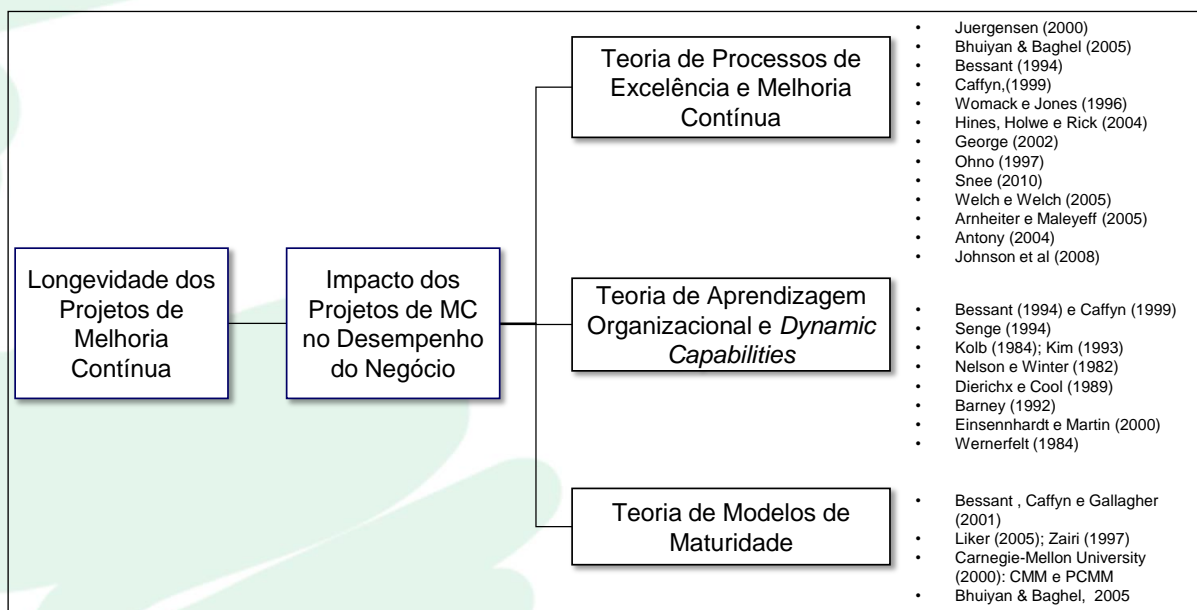 Longevidade dos
Projetos de
Melhoria
Contínua
Impacto dos
Projetos de MC
no Desempenho
do Negócio
Teoria de Processos de
Excelência e Melhoria
Contínua
• Juergensen (2000)
• Bhuiyan & Baghel (2005)
• Bessant (1994)
• Caffyn,(1999)
• Womack e Jones (1996)
• Hines, Holwe e Rick (2004)
• George (2002)
• Ohno (1997)
• Snee (2010)
• Welch e Welch (2005)
• Arnheiter e Maleyeff (2005)
• Antony (2004)
• Johnson et al (2008)
Teoria de Aprendizagem
Organizacional e Dynamic
Capabilities
• Bessant (1994) e Caffyn (1999)
• Senge (1994)
• Kolb (1984); Kim (1993)
• Nelson e Winter (1982)
• Dierichx e Cool (1989)
• Barney (1992)
• Einsennhardt e Martin (2000)
• Wernerfelt (1984)
Teoria de Modelos de
Maturidade
• Bessant , Caffyn e Gallagher
(2001)
• Liker (2005); Zairi (1997)
• Carnegie-Mellon University
(2000): CMM e PCMM
• Bhuiyan & Baghel, 2005